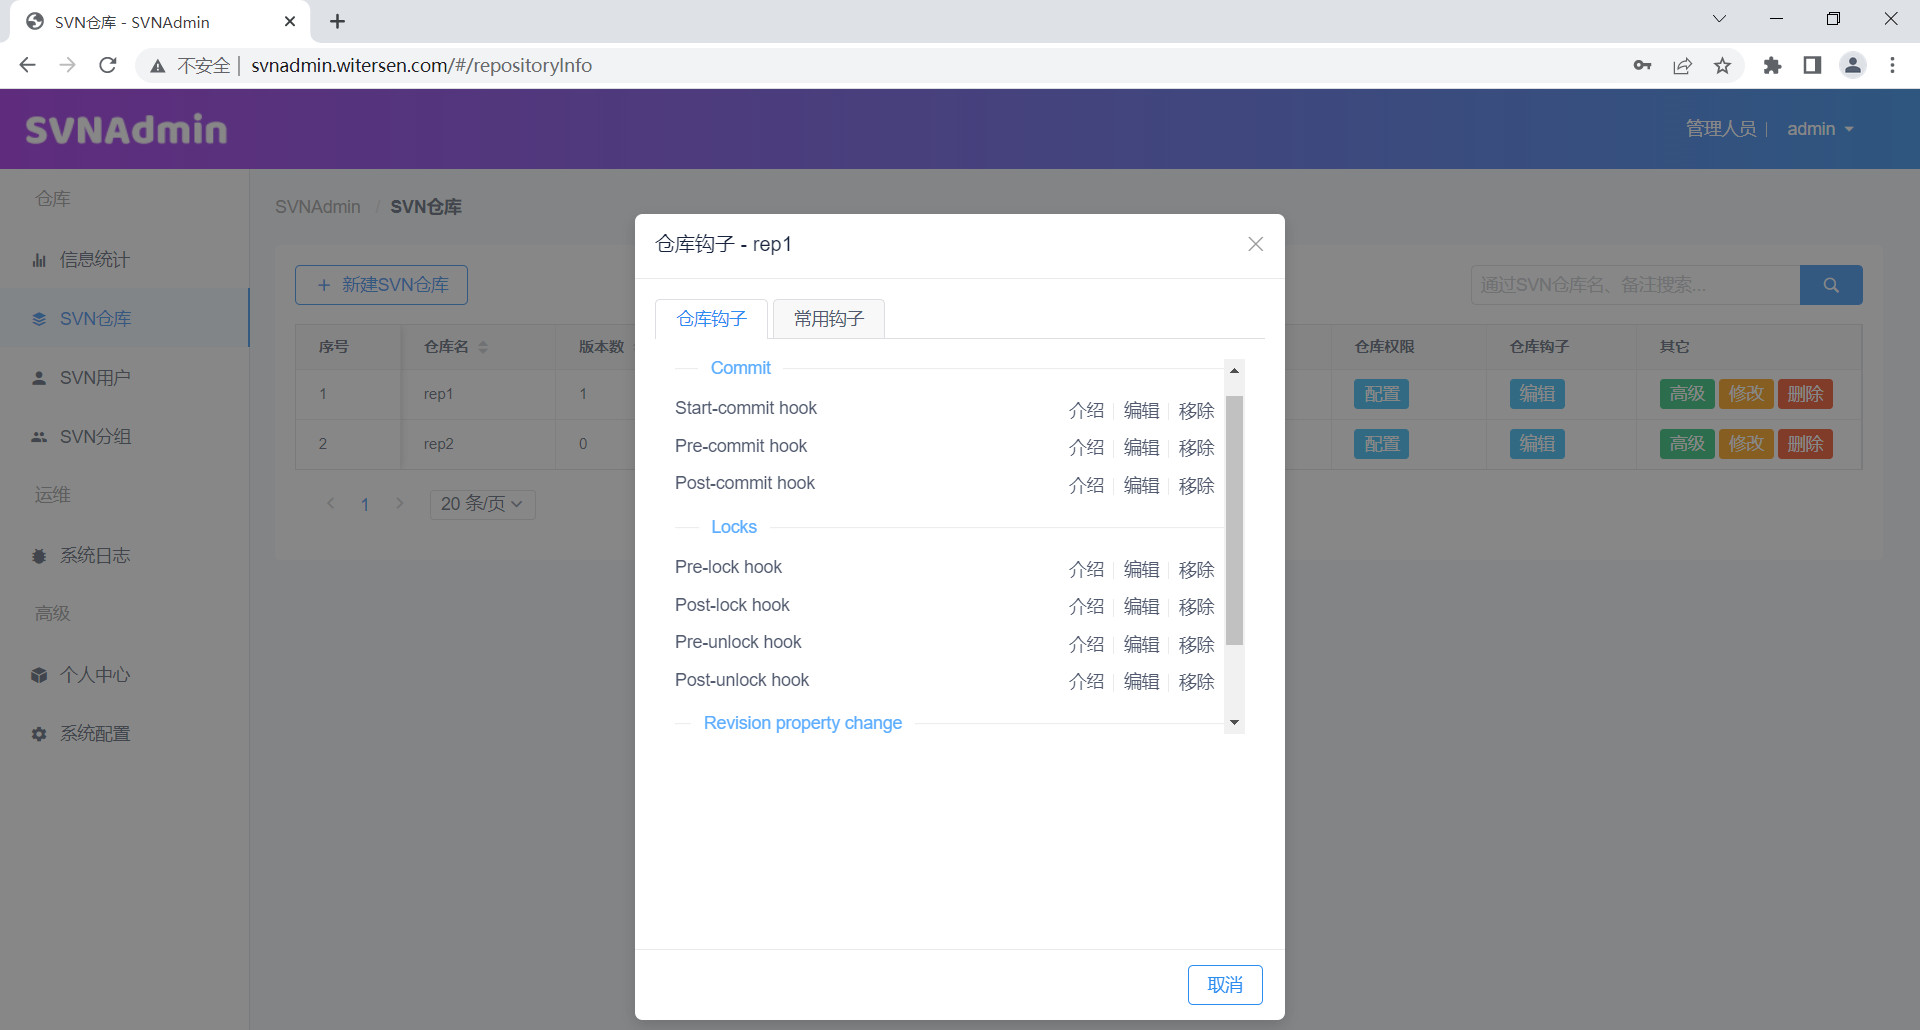 SVN仓库 - SVNAdmin
不安全 | svnadmin.witersen.com/#/repositoryInfo
SVNAdmin
管理人员 | admin
仓库
信息统计
SVN仓库
SVN用户
SVN分组
运维
系统日志
高级
个人中心
系统配置
SVNAdmin / SVN仓库
+ 新建SVN仓库
通过SVN仓库名、备注搜索...
序号 仓库名 版本数 仓库权限 仓库钩子 其它
1 rep1 1 配置 编辑 高级 修改 删除
2 rep2 0 配置 编辑 高级 修改 删除
1 20 条/页
仓库钩子 - rep1
仓库钩子 常用钩子
Commit
Start-commit hook 介绍 编辑 移除
Pre-commit hook 介绍 编辑 移除
Post-commit hook 介绍 编辑 移除
Locks
Pre-lock hook 介绍 编辑 移除
Post-lock hook 介绍 编辑 移除
Pre-unlock hook 介绍 编辑 移除
Post-unlock hook 介绍 编辑 移除
Revision property change
取消